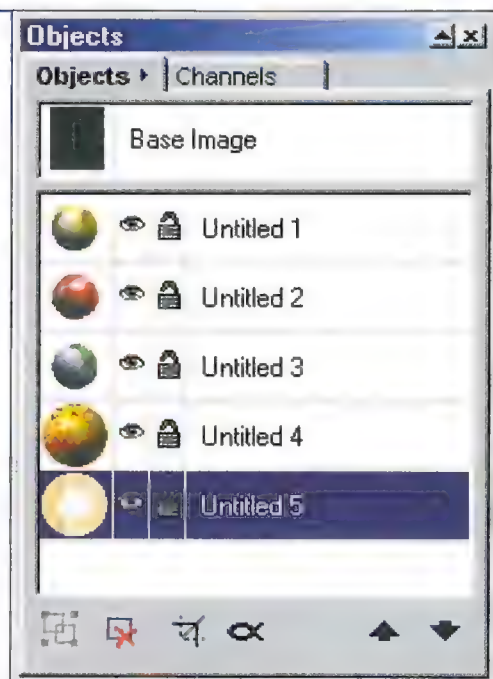 Objects
Objects Channels
Base Image
Untitled 1
Untitled 2
Untitled 3
Untitled 4
Untitled 5